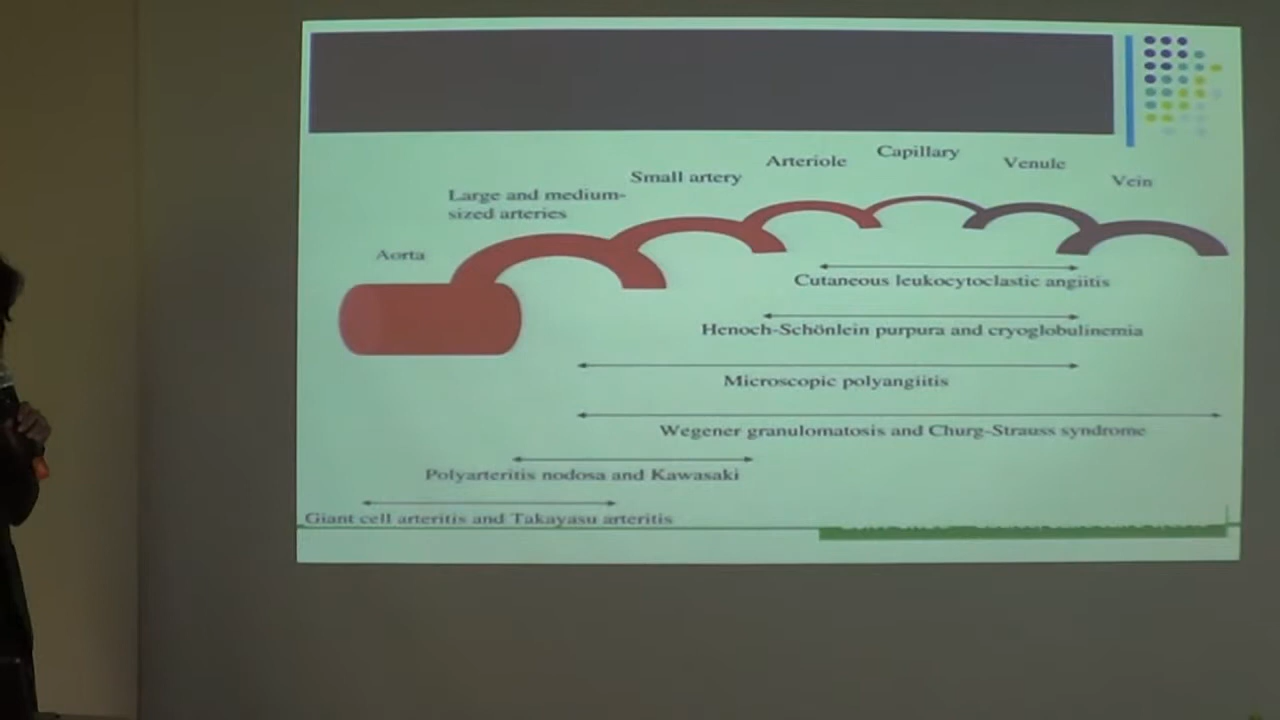 Aorta
Large and medium-
sized arteries
Small artery
Arteriole
Capillary
Venule
Vein
Cutaneous leukocytoclastic angiitis
Henoch-Schönlein purpura and cryoglobulinemia
Microscopic polyangiitis
Wegener granulomatosis and Churg-Strauss syndrome
Polyarteritis nodosa and Kawasaki
Giant cell arteritis and Takayasu arteritis